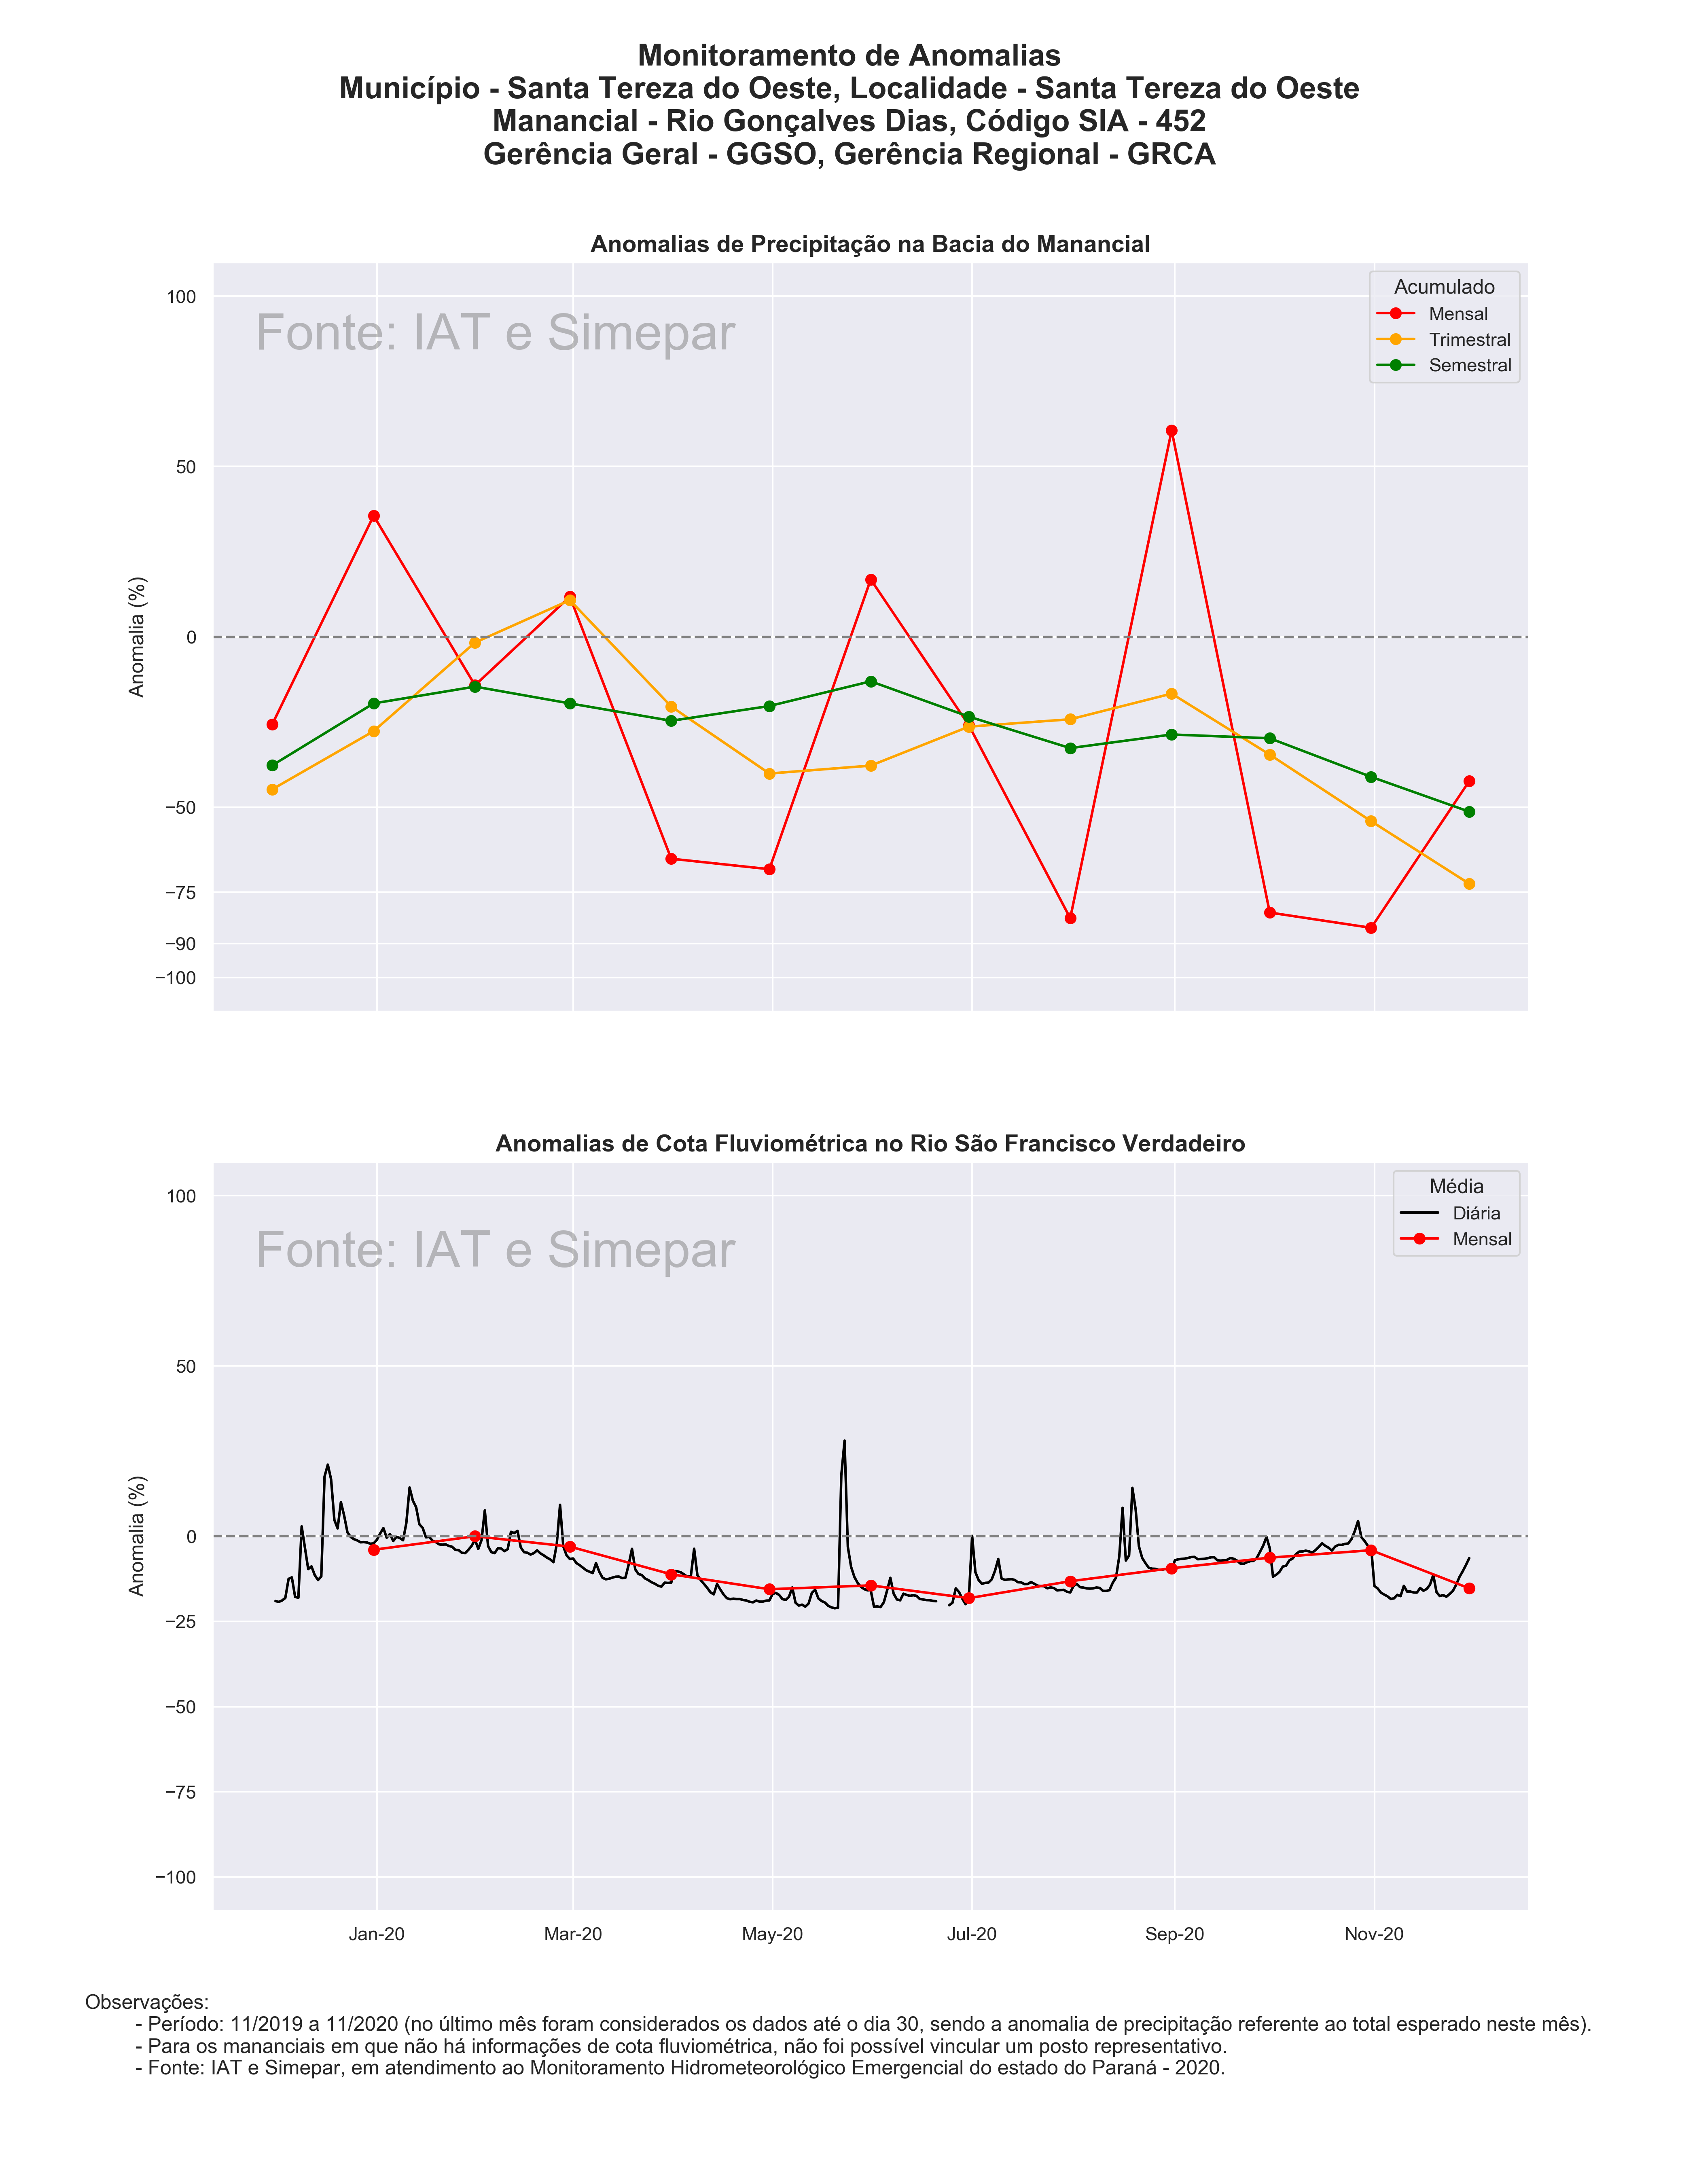 Monitoramento de Anomalias
Município - Santa Tereza do Oeste, Localidade - Santa Tereza do Oeste
Manancial - Rio Gonçalves Dias, Código SIA - 452
Gerência Geral - GGSO, Gerência Regional - GRCA
Anomalias de Precipitação na Bacia do Manancial
Fonte: IAT e Simepar
Acumulado
Mensal
Trimestral
Semestral
Anomalia (%)
100
50
0
−50
−75
−90
−100
Anomalias de Cota Fluviométrica no Rio São Francisco Verdadeiro
Fonte: IAT e Simepar
Média
Diária
Mensal
Anomalia (%)
100
50
0
−25
−50
−75
−100
Jan-20 Mar-20 May-20 Jul-20 Sep-20 Nov-20
Observações:
- Período: 11/2019 a 11/2020 (no último mês foram considerados os dados até o dia 30, sendo a anomalia de precipitação referente ao total esperado neste mês).
- Para os mananciais em que não há informações de cota fluviométrica, não foi possível vincular um posto representativo.
- Fonte: IAT e Simepar, em atendimento ao Monitoramento Hidrometeorológico Emergencial do estado do Paraná - 2020.